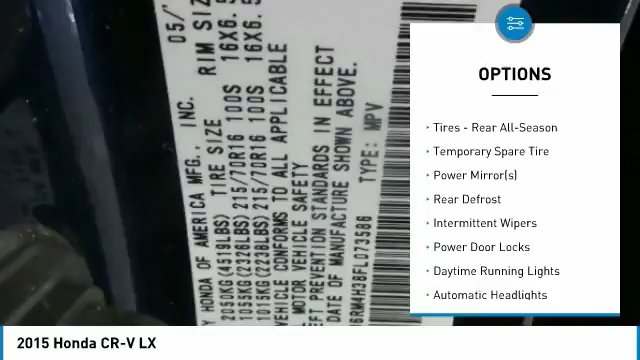 05/
Y HONDA OF AMERICA MFG., INC.
TIRE SIZE RIM SIZ
2050KG(4519LBS)
1055KG(2326LBS) 215/70R16 100S 16X6.5
1015KG(2238LBS) 215/70R16 100S 16X6.5
VEHICLE CONFORMS TO ALL APPLICABLE
MOTOR VEHICLE SAFETY
EFT PREVENTION STANDARDS IN EFFECT
DATE OF MANUFACTURE SHOWN ABOVE.
6RM4H38FL073586 TYPE: MPV
OPTIONS
· Tires - Rear All-Season
· Temporary Spare Tire
· Power Mirror(s)
· Rear Defrost
· Intermittent Wipers
· Power Door Locks
· Daytime Running Lights
· Automatic Headlights
2015 Honda CR-V LX